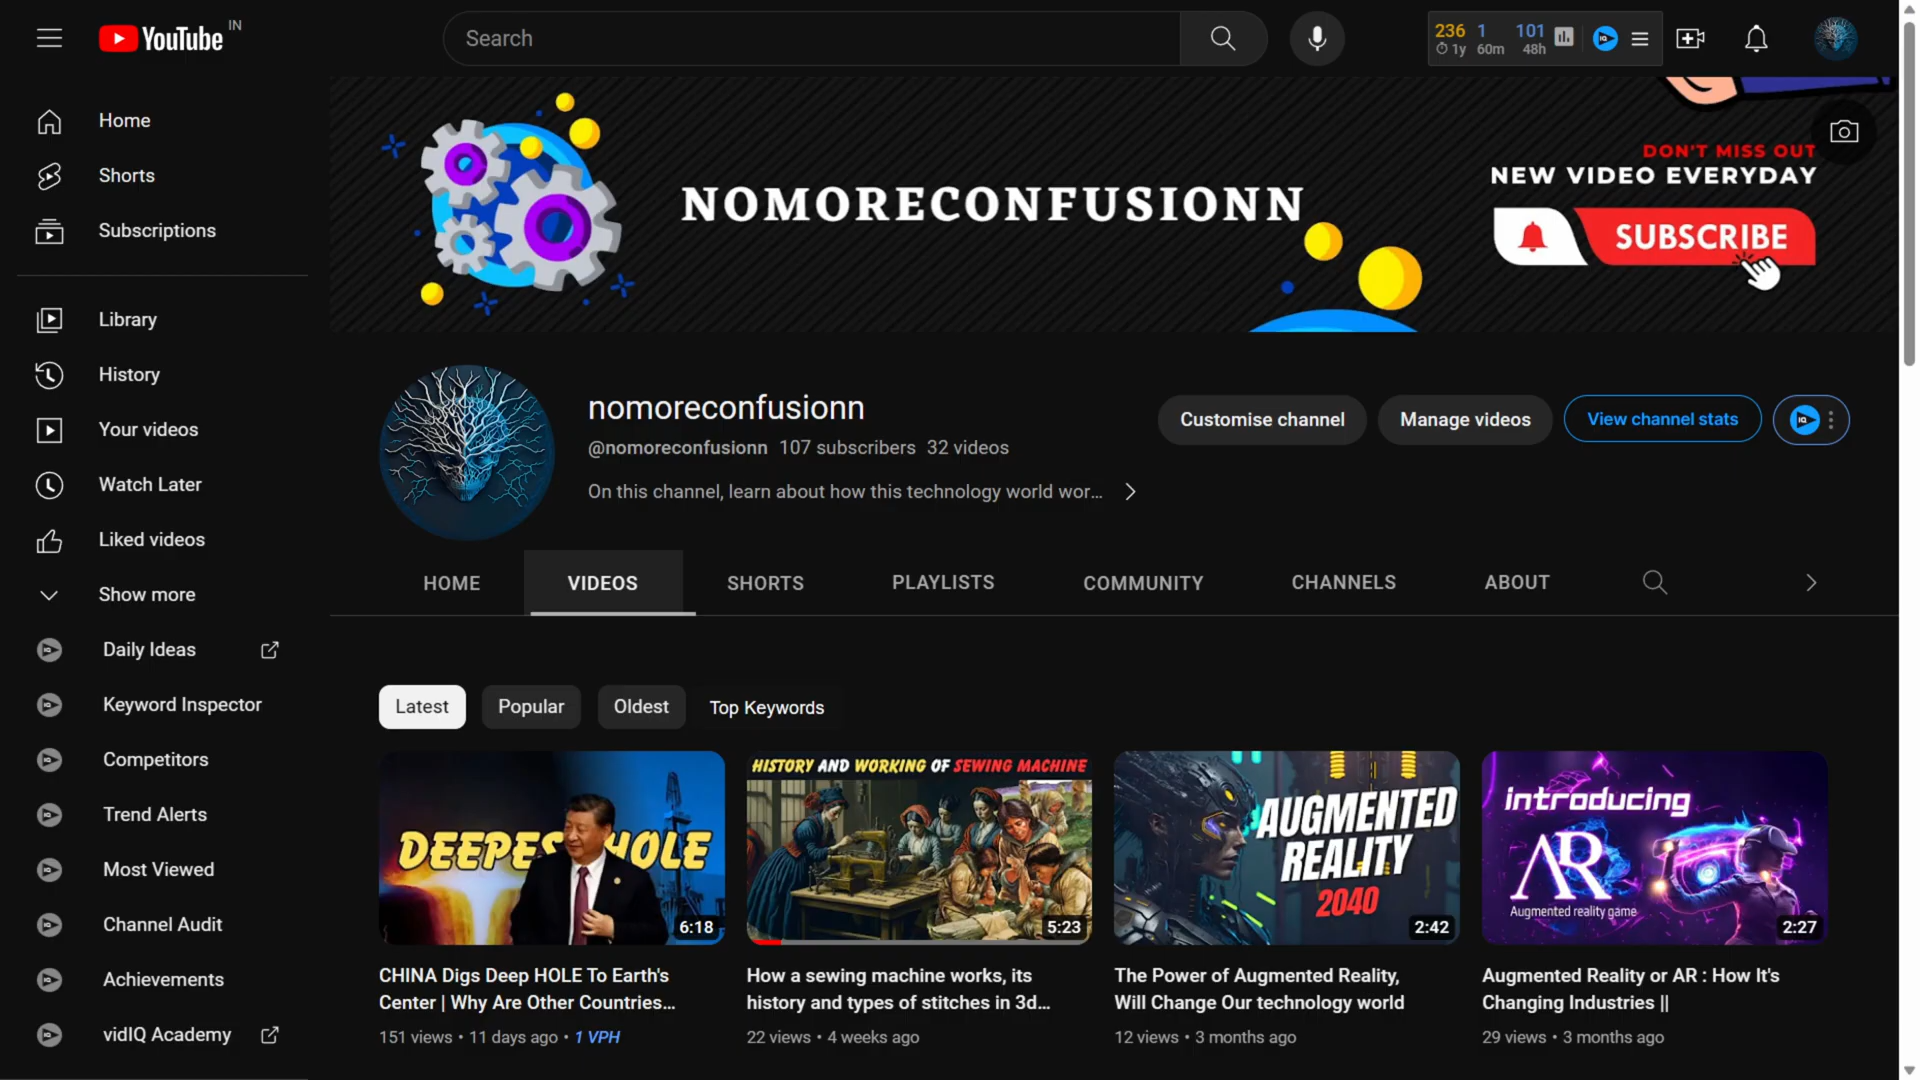 YouTube IN
Search
236 1 101
1y 60m 48h
Home
Shorts
Subscriptions
Library
History
Your videos
Watch Later
Liked videos
Show more
Daily Ideas
Keyword Inspector
Competitors
Trend Alerts
Most Viewed
Channel Audit
Achievements
vidIQ Academy
NOMORECONFUSIONN
DON'T MISS OUT
NEW VIDEO EVERYDAY
SUBSCRIBE
nomoreconfusionn
@nomoreconfusionn 107 subscribers 32 videos
On this channel, learn about how this technology world wor...
Customise channel
Manage videos
View channel stats
HOME VIDEOS SHORTS PLAYLISTS COMMUNITY CHANNELS ABOUT
Latest Popular Oldest Top Keywords
DEEPES HOLE
6:18
CHINA Digs Deep HOLE To Earth's
Center | Why Are Other Countries...
151 views • 11 days ago • 1 VPH
HISTORY AND WORKING OF SEWING MACHINE
5:23
How a sewing machine works, its
history and types of stitches in 3d...
22 views • 4 weeks ago
AUGMENTED
REALITY
2040
2:42
The Power of Augmented Reality,
Will Change Our technology world
12 views • 3 months ago
introducing
AR
Augmented reality game
2:27
Augmented Reality or AR : How It's
Changing Industries ||
29 views • 3 months ago